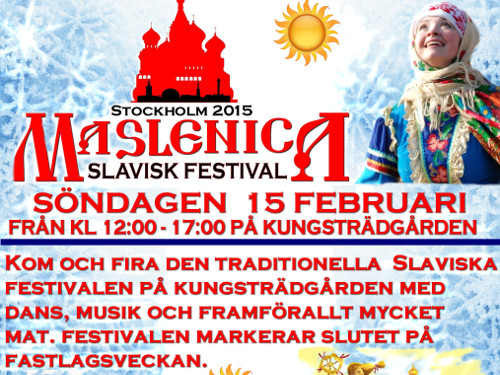 STOCKHOLM 2015
MASLENICA
SLAVISK FESTIVAL
SÖNDAGEN 15 FEBRUARI
FRÅN KL 12:00 - 17:00 PÅ KUNGSTRÄDGÅRDEN
KOM OCH FIRA DEN TRADITIONELLA SLAVISKA
FESTIVALEN PÅ KUNGSTRÄDGÅRDEN MED
DANS, MUSIK OCH FRAMFÖRALLT MYCKET
MAT. FESTIVALEN MARKERAR SLUTET PÅ
FASTLAGSVECKAN.